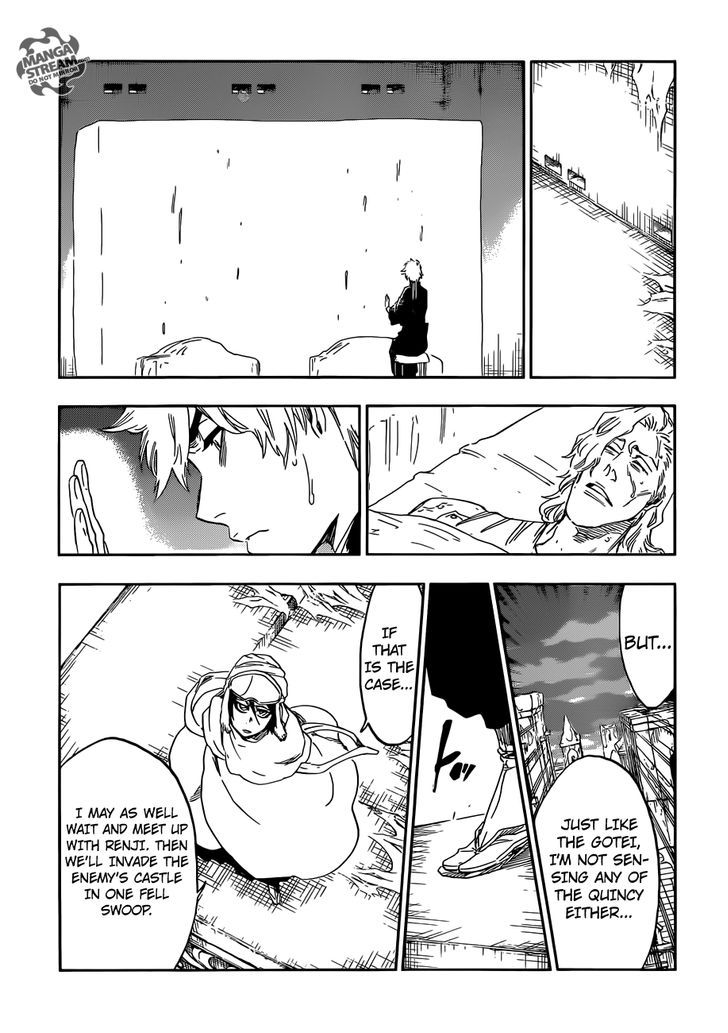 MANGA
STREAM
DO NOT MIRROR
BUT...
JUST LIKE
THE GOTEI,
I'M NOT SEN-
SING ANY OF
THE QUINCY
EITHER...
ドッ
IF
THAT
IS THE
CASE...
I MAY AS WELL
WAIT AND MEET UP
WITH RENJI. THEN
WE'LL INVADE THE
ENEMY'S CASTLE
IN ONE FELL
SWOOP.